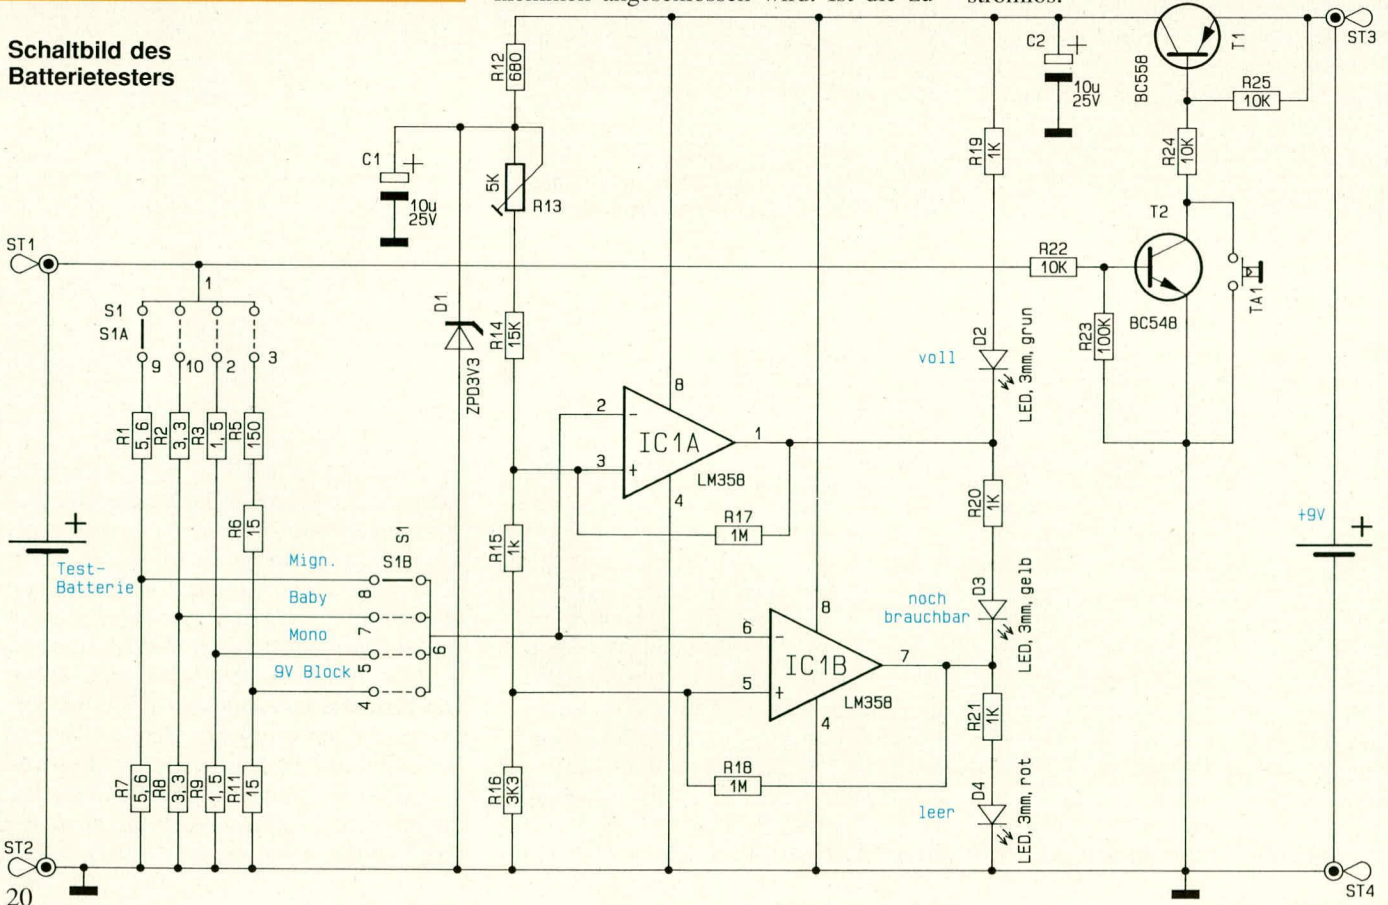 Schaltbild des
Batterietesters
R12
680
C2
+
10u
25V
BC558
T1
ST3
R25
10K
R19
1K
R24
10K
C1
+
10u
25V
5K
R13
T2
ST1
R22
10K
TA1
BC548
R23
100K
1
S1
S1A
9
10
2
3
D1
ZPD3V3
R14
15K
voll
D2
LED, 3mm, grun
R1
5,6
R2
3,3
R3
1,5
R5
150
2
-
8
IC1A
1
3
+
4
LM358
R6
15
R17
1M
R20
1K
R15
1k
+
Test-
Batterie
+9V
+
S1
S1B
Mign.
8
Baby
7
Mono
5
9V Block
4
6
noch
brauchbar
D3
LED, 3mm, gelb
6
-
8
IC1B
7
5
+
4
LM358
R21
1K
R7
5,6
R8
3,3
R9
1,5
R11
15
R16
3K3
R18
1M
leer
D4
LED, 3mm, rot
ST2
ST4
20